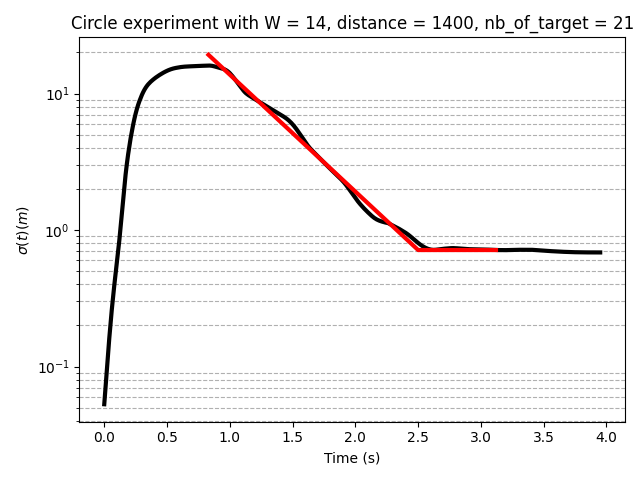 Circle experiment with W = 14, distance = 1400, nb_of_target = 21
10¹
10⁰
10⁻¹
σ(t)(m)
0.0 0.5 1.0 1.5 2.0 2.5 3.0 3.5 4.0
Time (s)